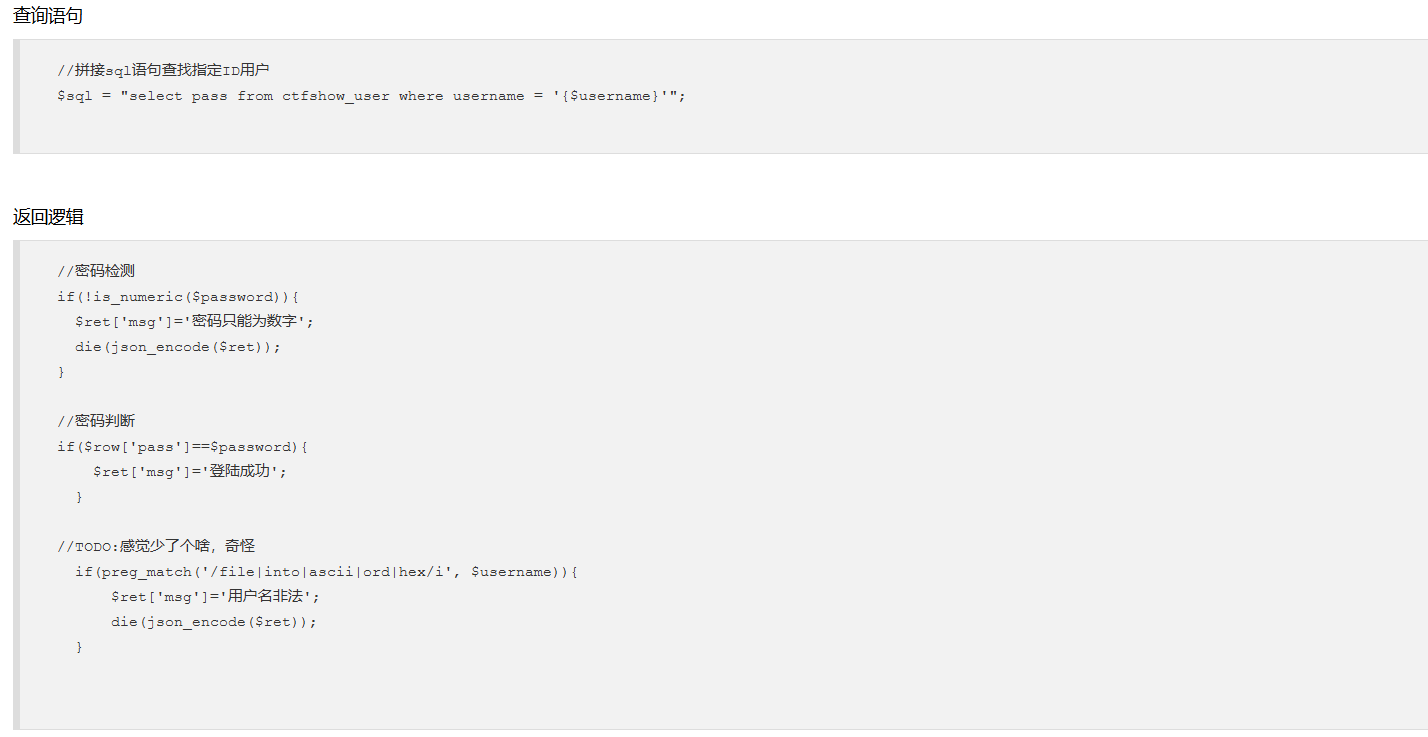 查询语句
//拼接sql语句查找指定ID用户
$sql = "select pass from ctfshow_user where username = '{$username}'";
返回逻辑
//密码检测
if(!is_numeric($password)){
$ret['msg']='密码只能为数字';
die(json_encode($ret));
}
//密码判断
if($row['pass']==$password){
$ret['msg']='登陆成功';
}
//TODO:感觉少了个啥，奇怪
if(preg_match('/file|into|ascii|ord|hex/i', $username)){
$ret['msg']='用户名非法';
die(json_encode($ret));
}